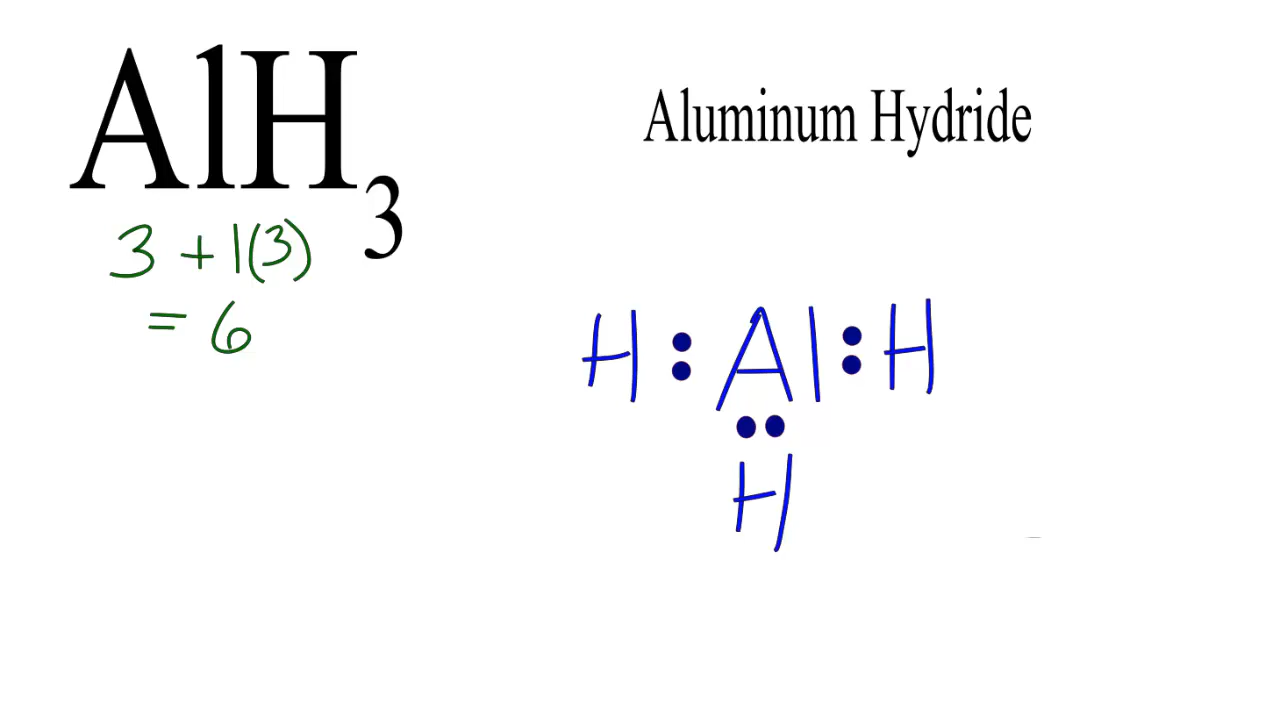 AlH₃
Aluminum Hydride
3 + 1(3)
= 6
H : Al : H
..
H